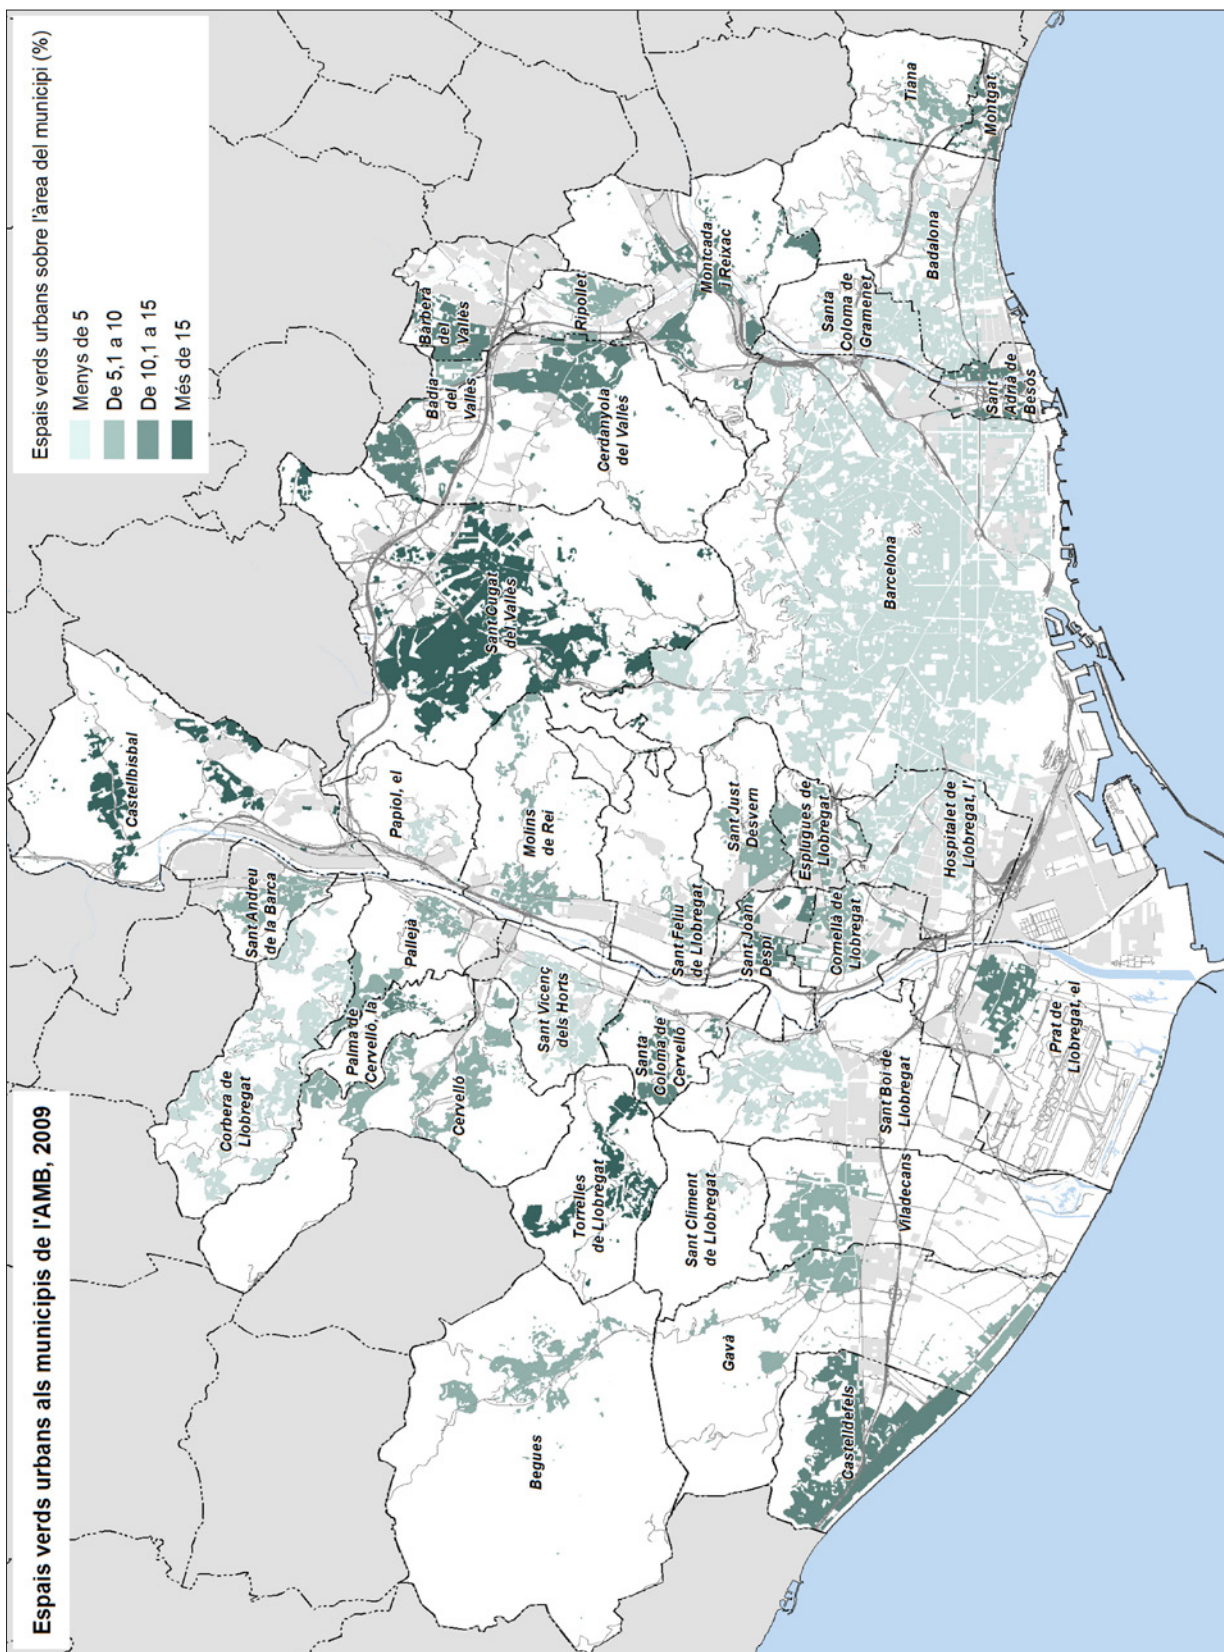 Espais verds urbans als municipis de l'AMB, 2009
Espais verds urbans sobre l'àrea del municipi (%)
Menys de 5
De 5,1 a 10
De 10,1 a 15
Més de 15
Castellbisbal
Sant Andreu
de la Barca
Corbera de
Llobregat
Palma de
Cervelló, la
Pallejà
Papiol, el
Cervelló
Sant Vicenç
dels Horts
Molins
de Rei
Sant Cugat
del Vallès
Badia
del
Vallès
Barberà
del
Vallès
Ripollet
Cerdanyola
del Vallès
Montcada
i Reixac
Tiana
Montgat
Badalona
Santa
Coloma de
Gramenet
Sant
Adrià de
Besòs
Barcelona
Begues
Torrelles
de Llobregat
Santa
Coloma de
Cervelló
Sant Feliu
de Llobregat
Sant Just
Desvern
Sant Joan
Despí
Esplugues de
Llobregat
Cornellà de
Llobregat
Hospitalet de
Llobregat, l'
Sant Climent
de Llobregat
Gavà
Castelldefels
Viladecans
Sant Boi de
Llobregat
Prat de
Llobregat, el